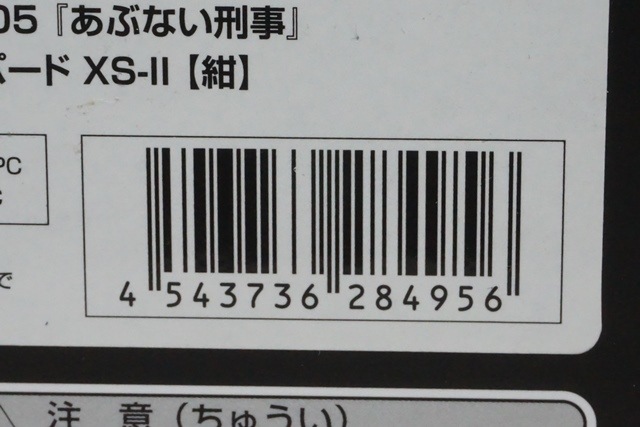 05『あぶない刑事』
パード XS-II【紺】
PC
C
で
4 543736 284956
注 意（ちゅうい）